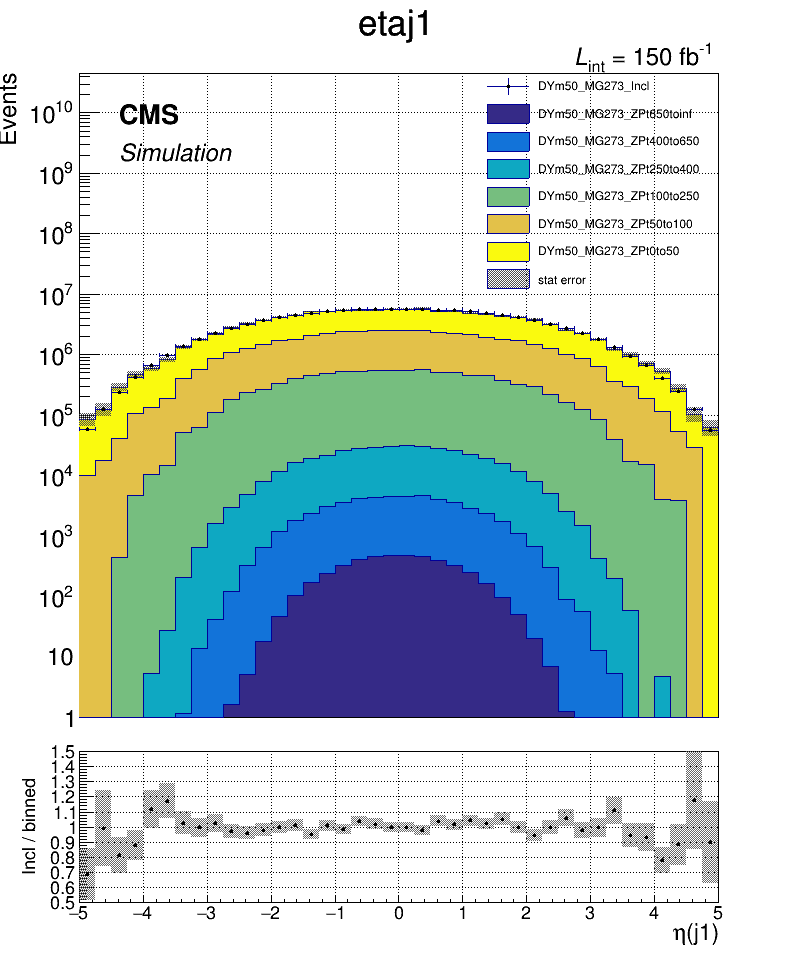 etaj1
L_int = 150 fb^-1
Events
CMS
Simulation
DYm50_MG273_Incl
DYm50_MG273_ZPt650toinf
DYm50_MG273_ZPt400to650
DYm50_MG273_ZPt250to400
DYm50_MG273_ZPt100to250
DYm50_MG273_ZPt50to100
DYm50_MG273_ZPt0to50
stat error
10^10
10^9
10^8
10^7
10^6
10^5
10^4
10^3
10^2
10
1
Incl / binned
1.5
1.4
1.3
1.2
1.1
1
0.9
0.8
0.7
0.6
0.5
−5 −4 −3 −2 −1 0 1 2 3 4 5
η(j1)